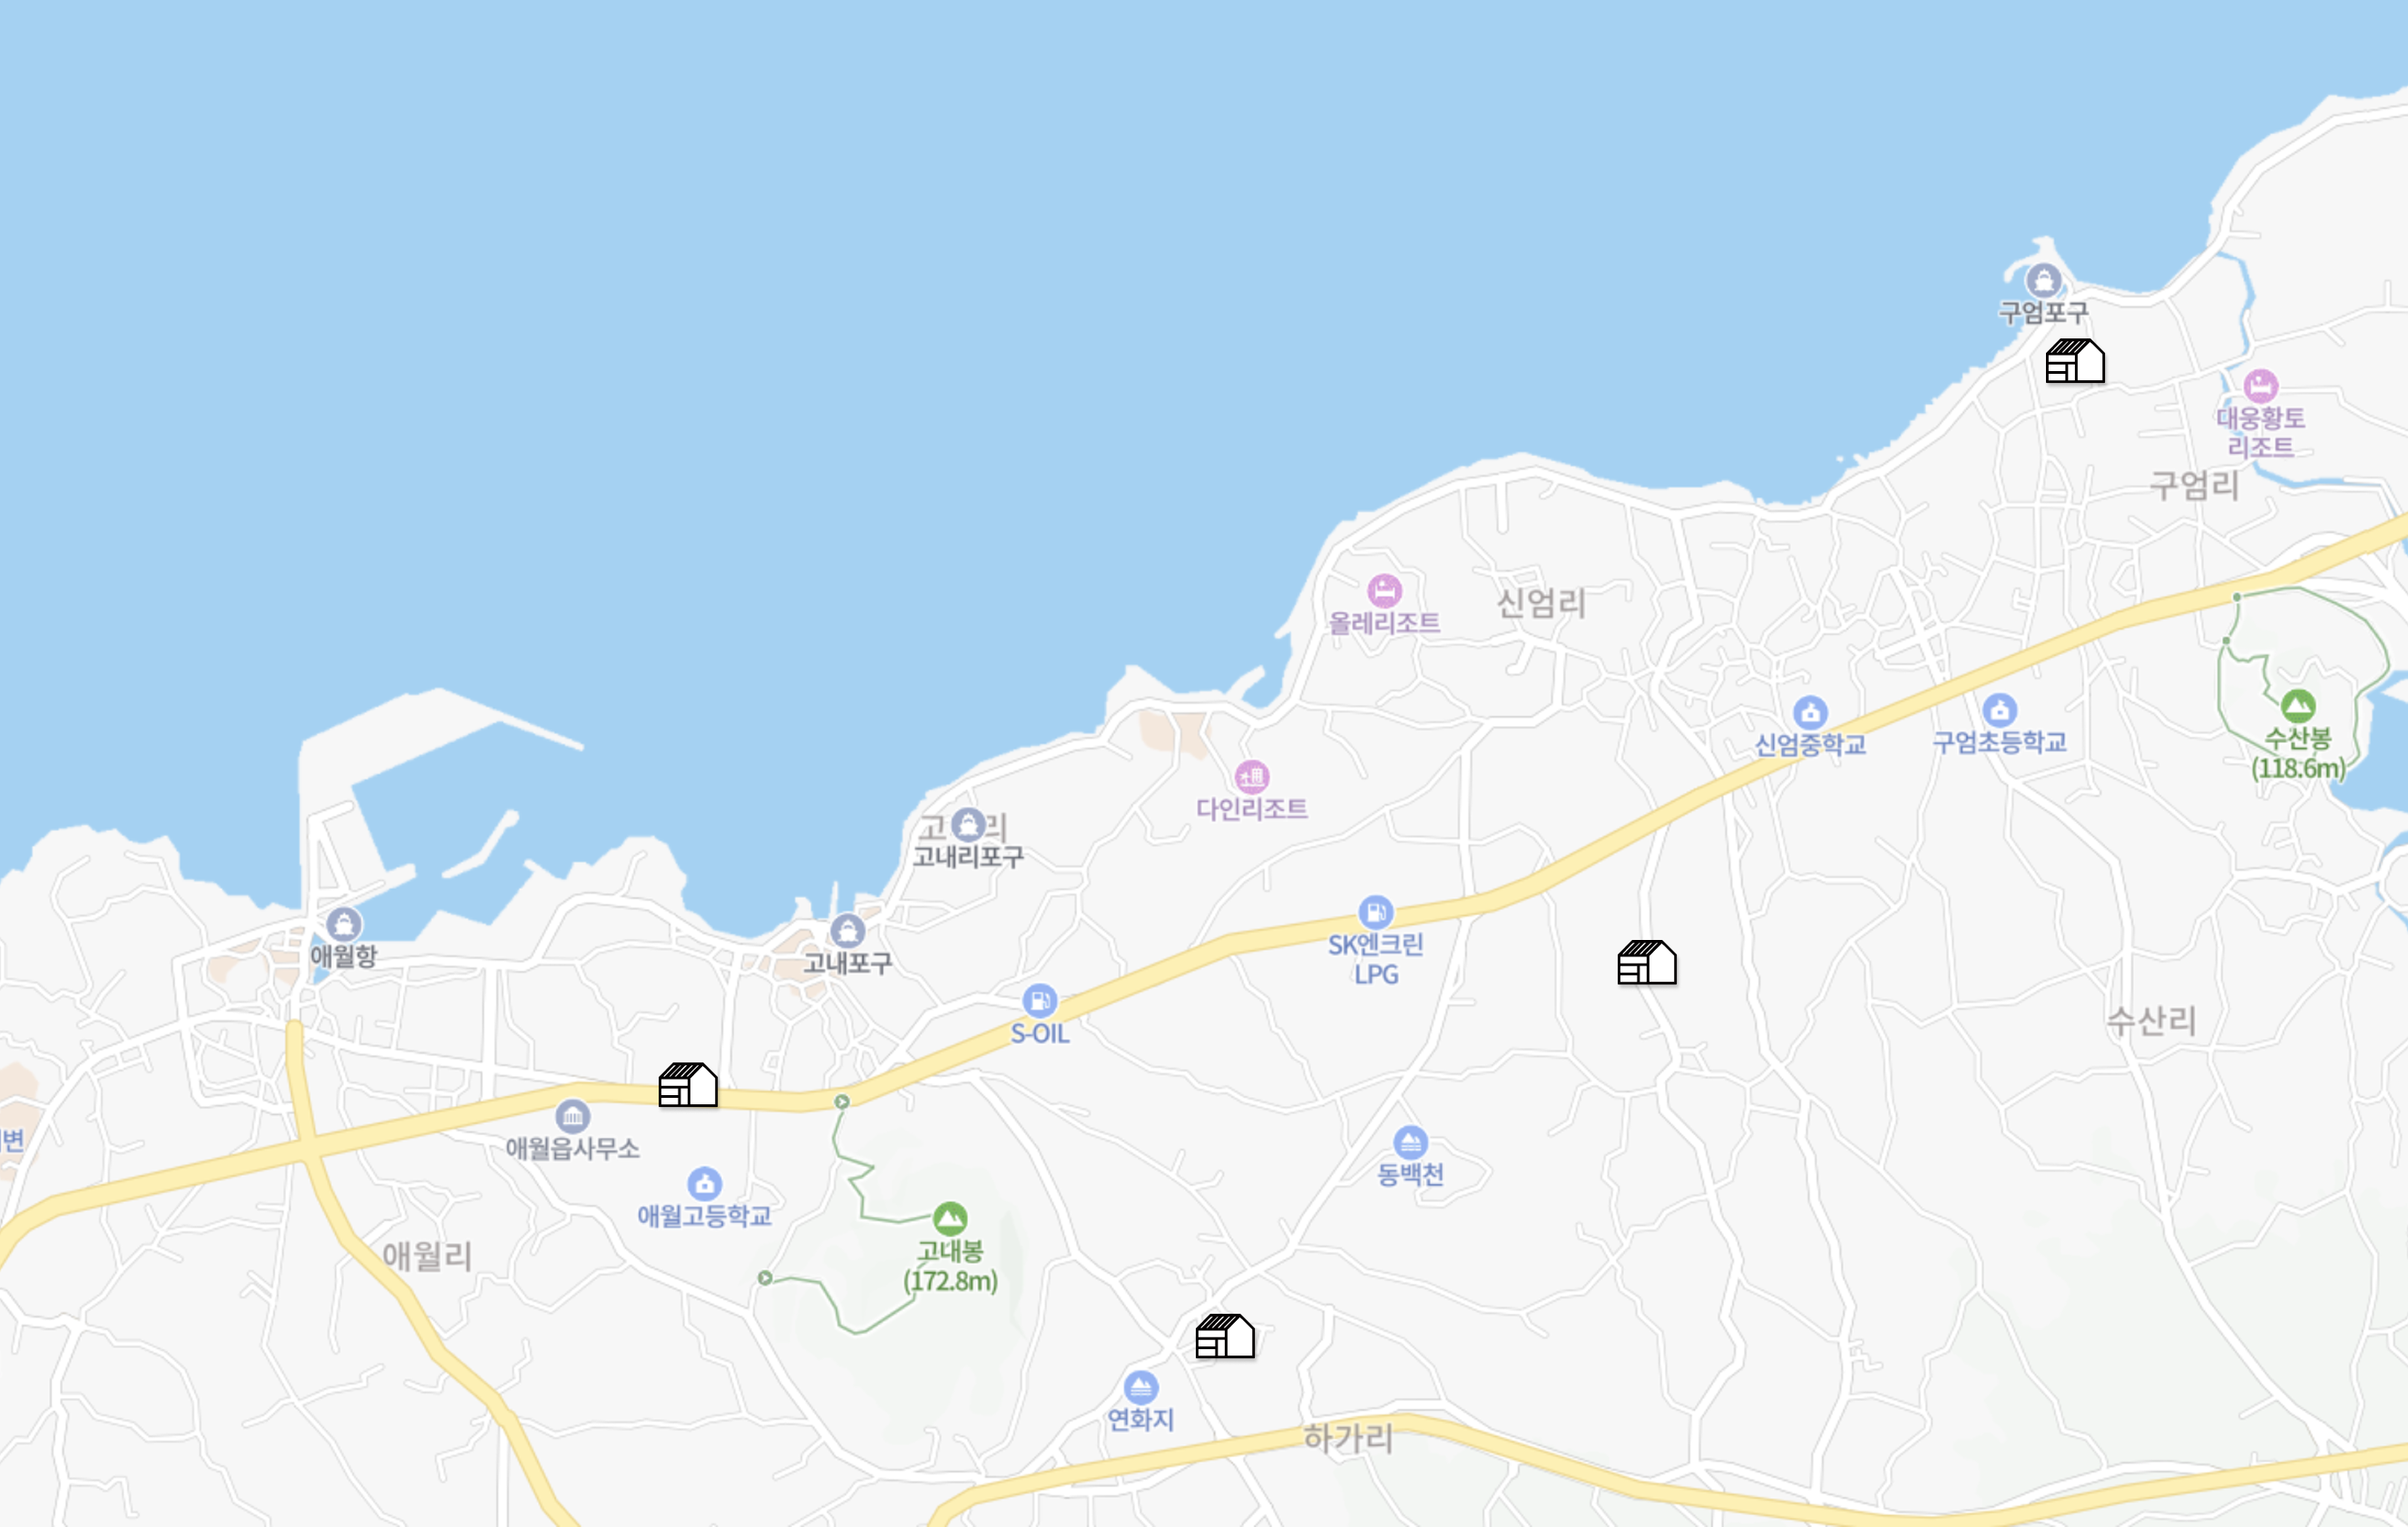 구엄포구
대웅황토
리조트
구엄리
올레리조트
신엄리
신엄중학교
구엄초등학교
수산봉
(118.6m)
다인리조트
고
리
고내리포구
애월항
고내포구
SK엔크린
LPG
S-OIL
수산리
변
애월읍사무소
동백천
애월고등학교
애월리
고내봉
(172.8m)
연화지
하가리